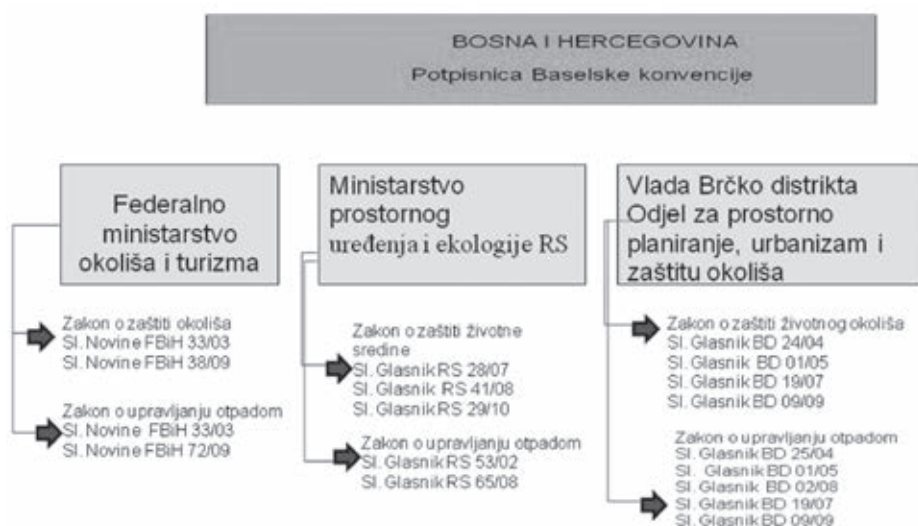 BOSNA I HERCEGOVINA
Potpisnica Baselske konvencije
Federalno
ministarstvo
okoliša i turizma
Zakon o zaštiti okoliša
Sl. Novine FBiH 33/03
Sl. Novine FBiH 38/09
Zakon o upravljanju otpadom
Sl. Novine FBiH 33/03
Sl. Novine FBiH 72/09
Ministarstvo
prostornog
uređenja i ekologije RS
Zakon o zaštiti životne
sredine
Sl. Glasnik RS 28/07
Sl. Glasnik RS 41/08
Sl. Glasnik RS 29/10
Zakon o upravljanju otpadom
Sl. Glasnik RS 53/02
Sl. Glasnik RS 65/08
Vlada Brčko distrikta
Odjel za prostorno
planiranje, urbanizam i
zaštitu okoliša
Zakon o zaštiti životnog okoliša
Sl. Glasnik BD 24/04
Sl. Glasnik BD 01/05
Sl. Glasnik BD 19/07
Sl. Glasnik BD 09/09
Zakon o upravljanju otpadom
Sl. Glasnik BD 25/04
Sl. Glasnik BD 01/05
Sl. Glasnik BD 02/08
Sl. Glasnik BD 19/07
Sl. Glasnik BD 09/09